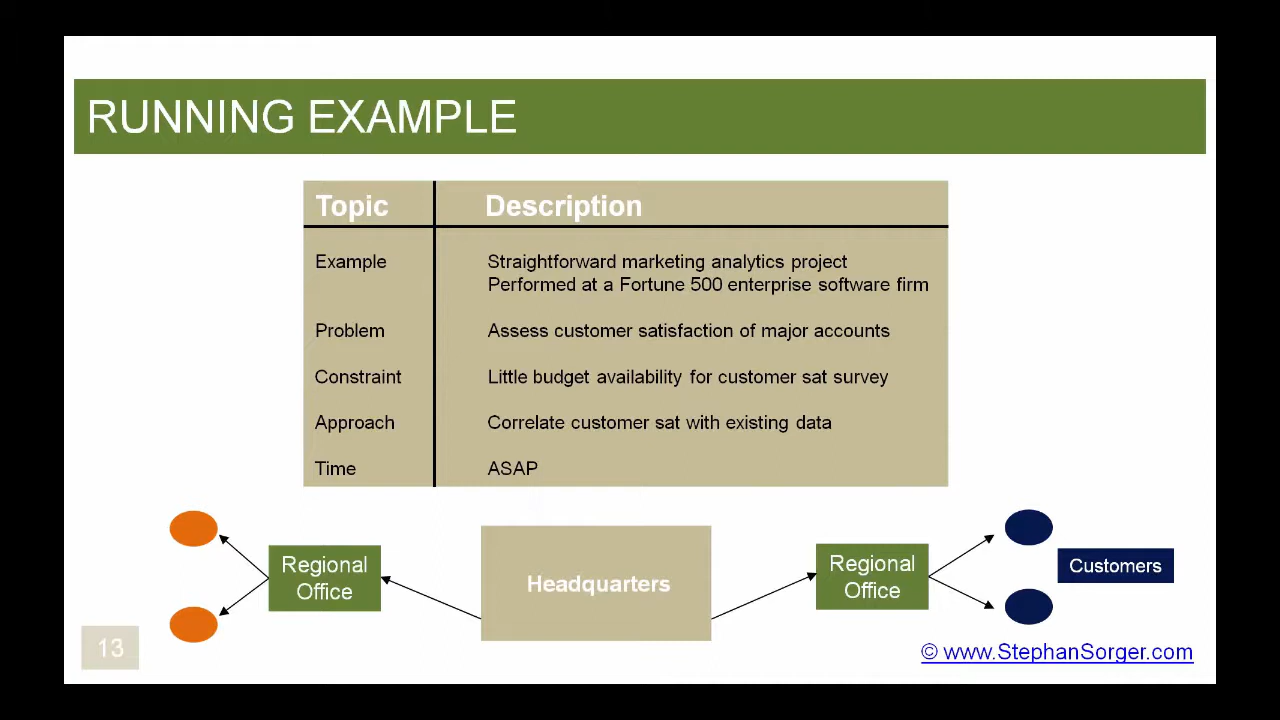 RUNNING EXAMPLE
Topic Description
Example Straightforward marketing analytics project
Performed at a Fortune 500 enterprise software firm
Problem Assess customer satisfaction of major accounts
Constraint Little budget availability for customer sat survey
Approach Correlate customer sat with existing data
Time ASAP
Regional
Office
Headquarters
Regional
Office
Customers
13
© www.StephanSorger.com